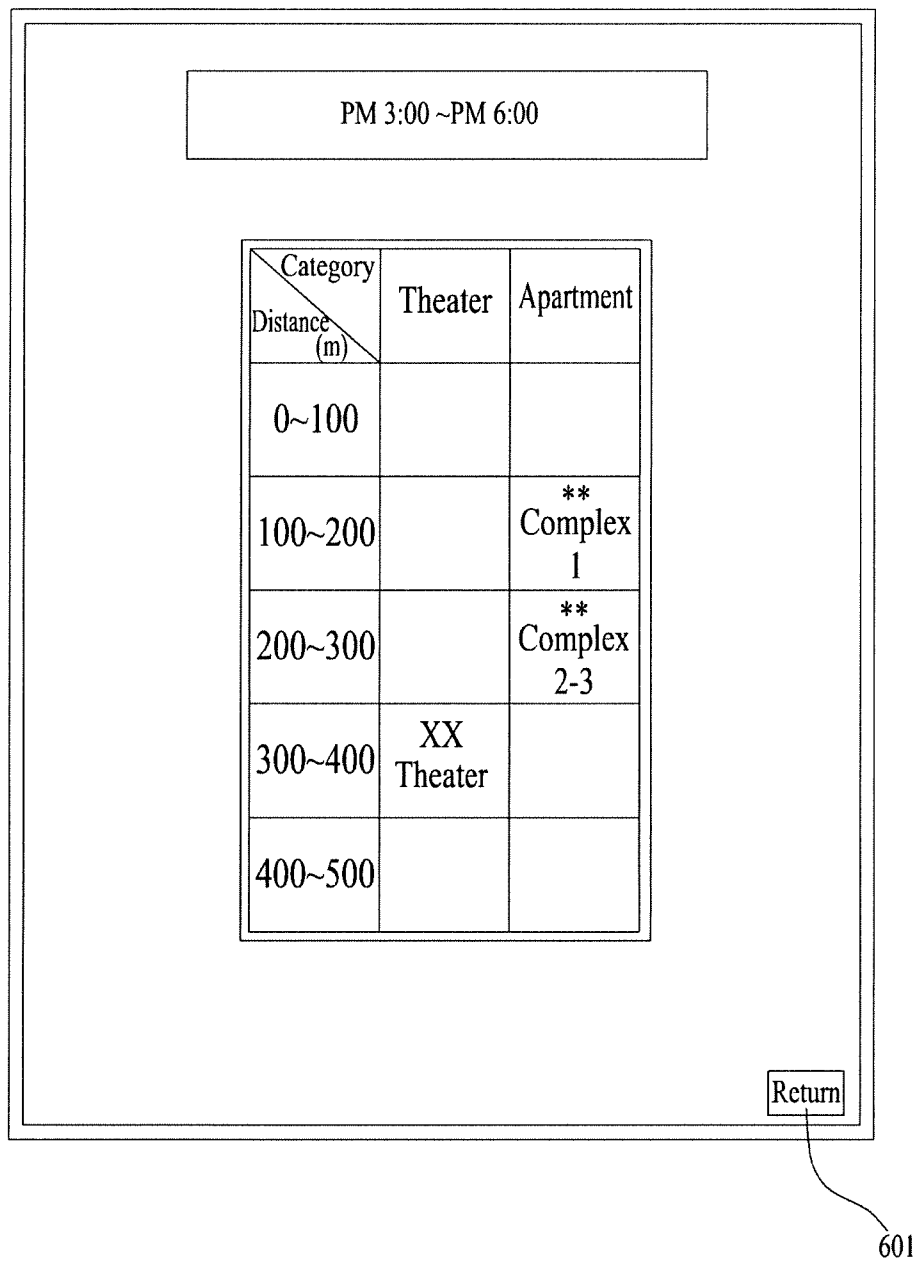 PM 3:00 ~PM 6:00
Category
Distance
(m)
Theater
Apartment
0~100
100~200
**
Complex
1
200~300
**
Complex
2-3
300~400
XX
Theater
400~500
Return
601